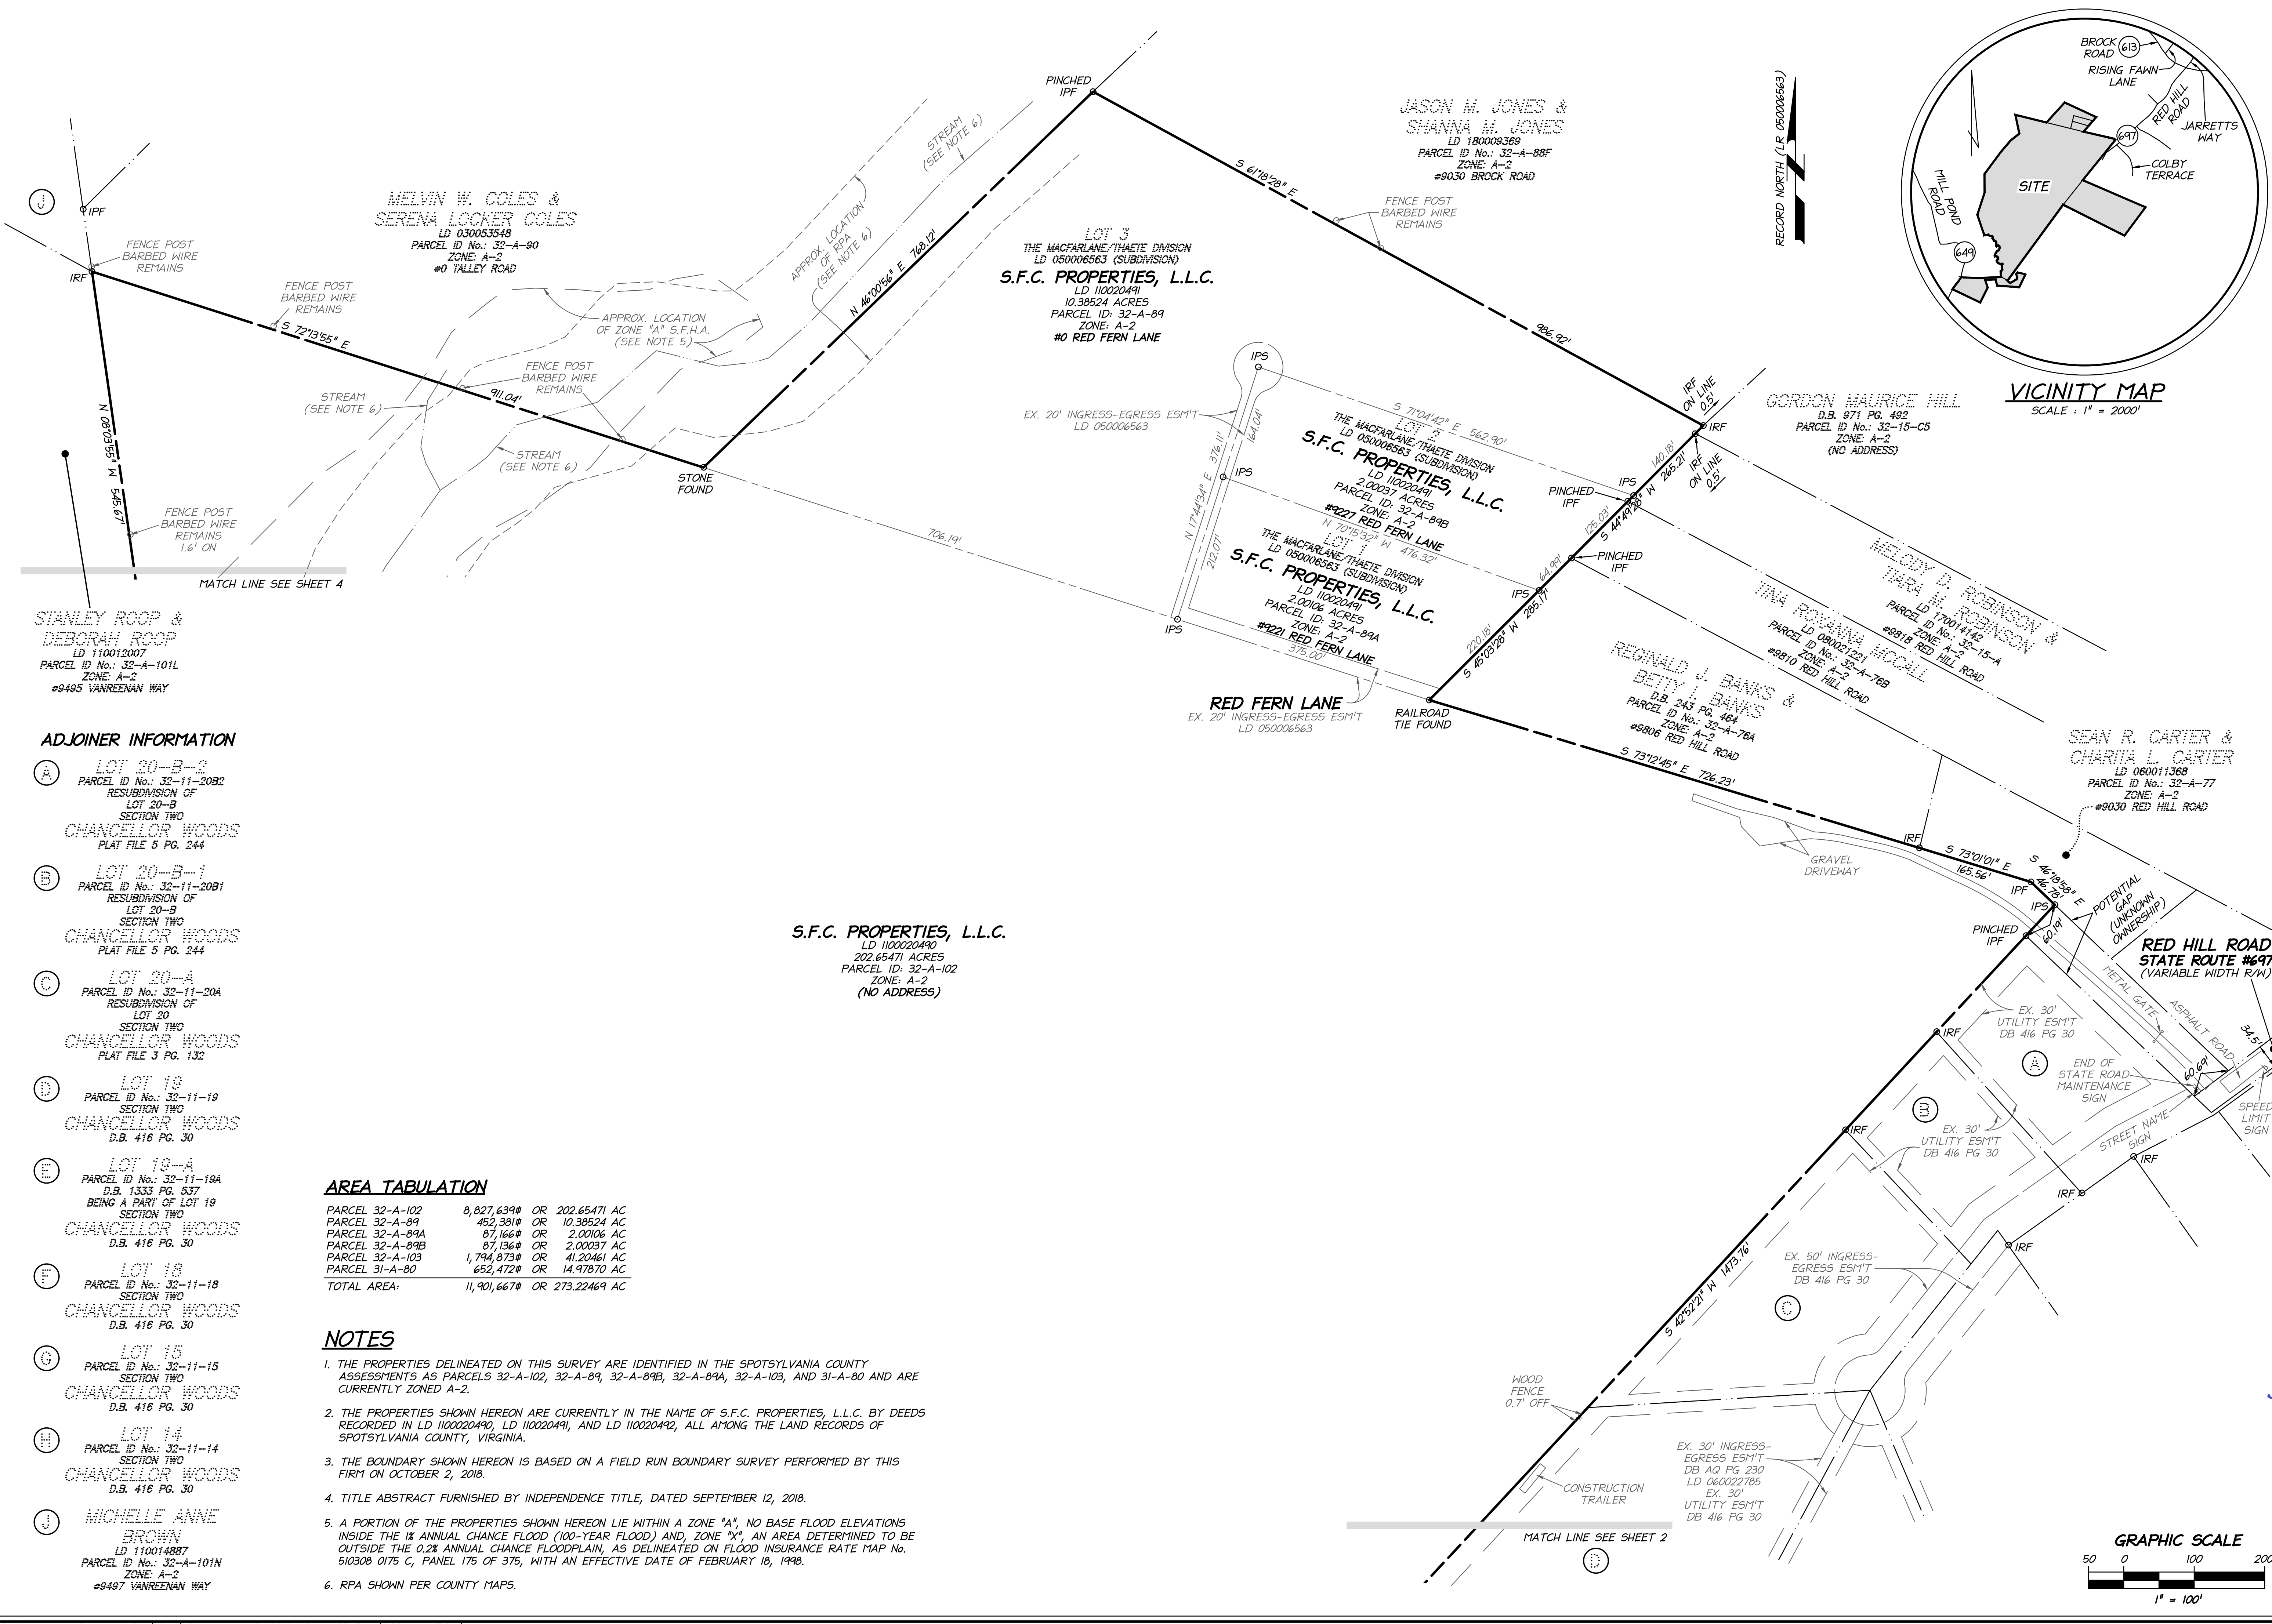 PINCHED
IPF
STREAM
(SEE NOTE 6)
JASON M. JONES &
SHANNA M. JONES
LD 180009369
PARCEL ID No.: 32-A-88F
ZONE: A-2
#9030 BROCK ROAD
RECORD NORTH (LR 050006563)
BROCK
ROAD
613
RISING FAWN
LANE
RED HILL
ROAD
JARRETTS
WAY
697
COLBY
TERRACE
SITE
MILL POND
ROAD
649
VICINITY MAP
SCALE : 1" = 2000'
J
IPF
IRF
FENCE POST
BARBED WIRE
REMAINS
MELVIN W. COLES &
SERENA LOCKER COLES
LD 030053548
PARCEL ID No.: 32-A-90
ZONE: A-2
#0 TALLEY ROAD
APPROX. LOCATION
OF RPA
(SEE NOTE 6)
N 46°00'56" E 768.12'
S 61°18'28" E
986.92'
FENCE POST
BARBED WIRE
REMAINS
LOT 3
THE MACFARLANE/THAETE DIVISION
LD 050006563 (SUBDIVISION)
S.F.C. PROPERTIES, L.L.C.
LD 110020491
10.38524 ACRES
PARCEL ID: 32-A-89
ZONE: A-2
#0 RED FERN LANE
FENCE POST
BARBED WIRE
REMAINS
S 72°13'55" E
911.04'
APPROX. LOCATION
OF ZONE "A" S.F.H.A.
(SEE NOTE 5)
FENCE POST
BARBED WIRE
REMAINS
STREAM
(SEE NOTE 6)
STREAM
(SEE NOTE 6)
STONE
FOUND
N 08°03'55" W 545.67'
FENCE POST
BARBED WIRE
REMAINS
1.6' ON
MATCH LINE SEE SHEET 4
706.19'
IPS
EX. 20' INGRESS-EGRESS ESM'T
LD 050006563
N 17°44'34" E 376.11'
164.04'
212.07'
IPS
IPS
S 71°04'42" E 562.90'
LOT 2
THE MACFARLANE/THAETE DIVISION
LD 050006563 (SUBDIVISION)
S.F.C. PROPERTIES, L.L.C.
LD 110020491
2.00037 ACRES
PARCEL ID: 32-A-89B
ZONE: A-2
#9227 RED FERN LANE
N 70°15'32" W 476.32'
LOT 1
THE MACFARLANE/THAETE DIVISION
LD 050006563 (SUBDIVISION)
S.F.C. PROPERTIES, L.L.C.
LD 110020491
2.00106 ACRES
PARCEL ID: 32-A-89A
ZONE: A-2
#9221 RED FERN LANE
375.00'
RED FERN LANE
EX. 20' INGRESS-EGRESS ESM'T
LD 050006563
RAILROAD
TIE FOUND
IRF
ON LINE
0.5'
IRF
IRF
ON LINE
0.5'
140.18'
S 44°49'28" W 265.21'
125.03'
IPS
PINCHED
IPF
PINCHED
IPF
64.99'
IPS
220.18'
S 45°03'28" W 285.17'
GORDON MAURICE HILL
D.B. 971 PG. 492
PARCEL ID No.: 32-15-C5
ZONE: A-2
(NO ADDRESS)
MELODY D. ROBINSON &
TIARA M. ROBINSON
LD 170014142
PARCEL ID No.: 32-15-A
ZONE: A-2
#9818 RED HILL ROAD
TINA ROXANNA MCCALL
LD 080021221
PARCEL ID No.: 32-A-76B
ZONE: A-2
#9810 RED HILL ROAD
REGINALD J. BANKS &
BETTY L. BANKS
D.B. 243 PG. 464
PARCEL ID No.: 32-A-76A
ZONE: A-2
#9806 RED HILL ROAD
S 73°12'45" E 726.23'
SEAN R. CARTER &
CHARITA L. CARTER
LD 060011368
PARCEL ID No.: 32-A-77
ZONE: A-2
#9030 RED HILL ROAD
GRAVEL
DRIVEWAY
IRF
S 73°01'01" E
165.56'
IPF
S 46°18'58" E
46.78'
IPS
PINCHED
IPF
60.19'
POTENTIAL
GAP
(UNKNOWN
OWNERSHIP)
RED HILL ROAD
STATE ROUTE #697
(VARIABLE WIDTH R/W)
METAL GATE
ASPHALT ROAD
34.5'
60.69'
EX. 30'
UTILITY ESM'T
DB 416 PG 30
A
END OF
STATE ROAD
MAINTENANCE
SIGN
SPEED
LIMIT
SIGN
STREET NAME
SIGN
IRF
B
EX. 30'
UTILITY ESM'T
DB 416 PG 30
IRF
IRF
IRF
IRF
EX. 50' INGRESS-
EGRESS ESM'T
DB 416 PG 30
C
S 42°52'21" W 1473.76'
WOOD
FENCE
0.7' OFF
EX. 30' INGRESS-
EGRESS ESM'T
DB AQ PG 230
LD 060022785
EX. 30'
UTILITY ESM'T
DB 416 PG 30
CONSTRUCTION
TRAILER
MATCH LINE SEE SHEET 2
D
GRAPHIC SCALE
50 0 100 200
1" = 100'
STANLEY ROOP &
DEBORAH ROOP
LD 110012007
PARCEL ID No.: 32-A-101L
ZONE: A-2
#9495 VANREENAN WAY
ADJOINER INFORMATION
A
LOT 20-B-2
PARCEL ID No.: 32-11-20B2
RESUBDIVISION OF
LOT 20-B
SECTION TWO
CHANCELLOR WOODS
PLAT FILE 5 PG. 244
B
LOT 20-B-1
PARCEL ID No.: 32-11-20B1
RESUBDIVISION OF
LOT 20-B
SECTION TWO
CHANCELLOR WOODS
PLAT FILE 5 PG. 244
C
LOT 20-A
PARCEL ID No.: 32-11-20A
RESUBDIVISION OF
LOT 20
SECTION TWO
CHANCELLOR WOODS
PLAT FILE 3 PG. 132
D
LOT 19
PARCEL ID No.: 32-11-19
SECTION TWO
CHANCELLOR WOODS
D.B. 416 PG. 30
E
LOT 19-A
PARCEL ID No.: 32-11-19A
D.B. 1333 PG. 537
BEING A PART OF LOT 19
SECTION TWO
CHANCELLOR WOODS
D.B. 416 PG. 30
F
LOT 18
PARCEL ID No.: 32-11-18
SECTION TWO
CHANCELLOR WOODS
D.B. 416 PG. 30
G
LOT 15
PARCEL ID No.: 32-11-15
SECTION TWO
CHANCELLOR WOODS
D.B. 416 PG. 30
H
LOT 14
PARCEL ID No.: 32-11-14
SECTION TWO
CHANCELLOR WOODS
D.B. 416 PG. 30
J
MICHELLE ANNE
BROWN
LD 110014887
PARCEL ID No.: 32-A-101N
ZONE: A-2
#9497 VANREENAN WAY
S.F.C. PROPERTIES, L.L.C.
LD 1100020490
202.65471 ACRES
PARCEL ID: 32-A-102
ZONE: A-2
(NO ADDRESS)
AREA TABULATION
PARCEL 32-A-102 8,827,639# OR 202.65471 AC
PARCEL 32-A-89 452,381# OR 10.38524 AC
PARCEL 32-A-89A 87,166# OR 2.00106 AC
PARCEL 32-A-89B 87,136# OR 2.00037 AC
PARCEL 32-A-103 1,794,873# OR 41.20461 AC
PARCEL 31-A-80 652,472# OR 14.97870 AC
TOTAL AREA: 11,901,667# OR 273.22469 AC
NOTES
1. THE PROPERTIES DELINEATED ON THIS SURVEY ARE IDENTIFIED IN THE SPOTSYLVANIA COUNTY
ASSESSMENTS AS PARCELS 32-A-102, 32-A-89, 32-A-89B, 32-A-89A, 32-A-103, AND 31-A-80 AND ARE
CURRENTLY ZONED A-2.
2. THE PROPERTIES SHOWN HEREON ARE CURRENTLY IN THE NAME OF S.F.C. PROPERTIES, L.L.C. BY DEEDS
RECORDED IN LD 1100020490, LD 110020491, AND LD 110020492, ALL AMONG THE LAND RECORDS OF
SPOTSYLVANIA COUNTY, VIRGINIA.
3. THE BOUNDARY SHOWN HEREON IS BASED ON A FIELD RUN BOUNDARY SURVEY PERFORMED BY THIS
FIRM ON OCTOBER 2, 2018.
4. TITLE ABSTRACT FURNISHED BY INDEPENDENCE TITLE, DATED SEPTEMBER 12, 2018.
5. A PORTION OF THE PROPERTIES SHOWN HEREON LIE WITHIN A ZONE "A", NO BASE FLOOD ELEVATIONS
INSIDE THE 1% ANNUAL CHANCE FLOOD (100-YEAR FLOOD) AND, ZONE "X", AN AREA DETERMINED TO BE
OUTSIDE THE 0.2% ANNUAL CHANCE FLOODPLAIN, AS DELINEATED ON FLOOD INSURANCE RATE MAP No.
510308 0175 C, PANEL 175 OF 375, WITH AN EFFECTIVE DATE OF FEBRUARY 18, 1998.
6. RPA SHOWN PER COUNTY MAPS.